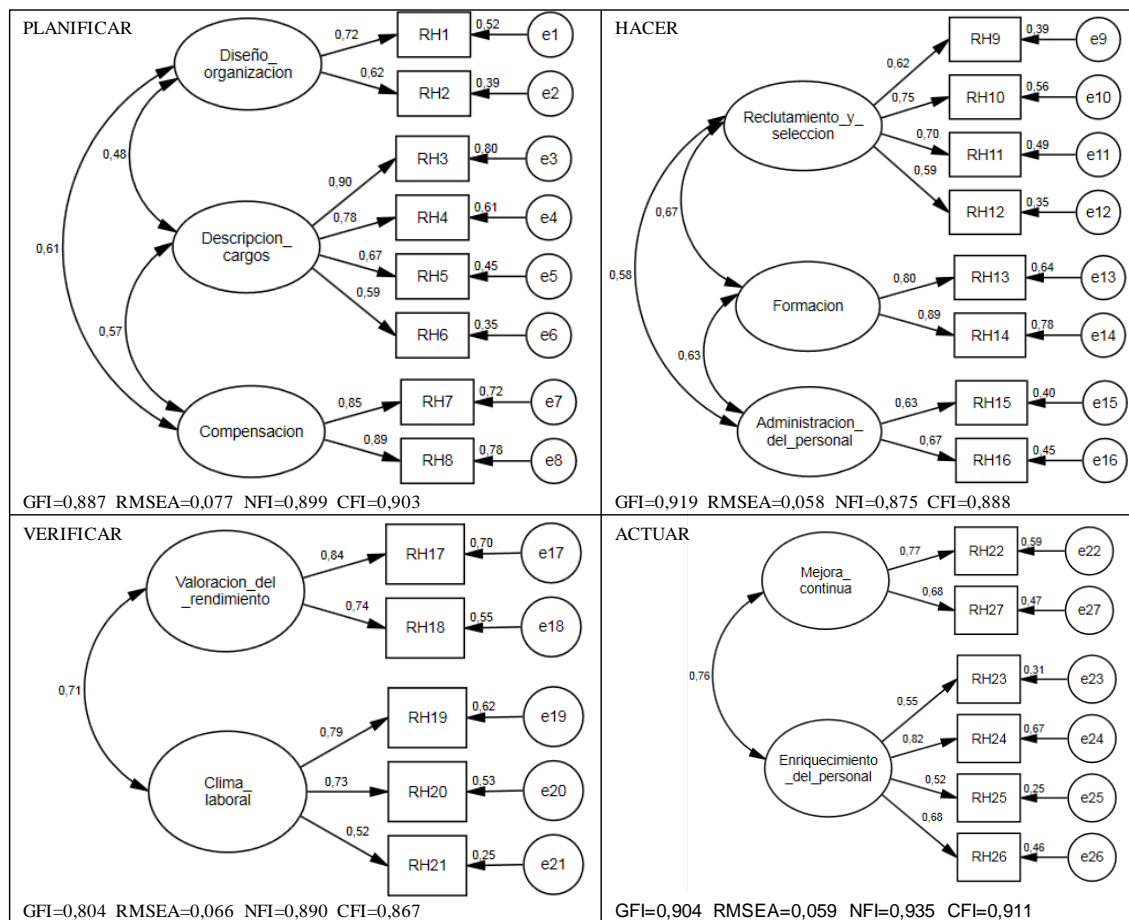 PLANIFICAR
Diseño_
organizacion
0,72
RH1
0,52
e1
0,62
RH2
0,39
e2
0,48
0,61
Descripcion_
cargos
0,90
RH3
0,80
e3
0,78
RH4
0,61
e4
0,67
RH5
0,45
e5
0,59
RH6
0,35
e6
0,57
Compensacion
0,85
RH7
0,72
e7
0,89
RH8
0,78
e8
GFI=0,887 RMSEA=0,077 NFI=0,899 CFI=0,903
HACER
Reclutamiento_y_
seleccion
0,62
RH9
0,39
e9
0,75
RH10
0,56
e10
0,70
RH11
0,49
e11
0,59
RH12
0,35
e12
0,67
0,58
Formacion
0,80
RH13
0,64
e13
0,89
RH14
0,78
e14
0,63
Administracion_
del_personal
0,63
RH15
0,40
e15
0,67
RH16
0,45
e16
GFI=0,919 RMSEA=0,058 NFI=0,875 CFI=0,888
VERIFICAR
Valoracion_del
_rendimiento
0,84
RH17
0,70
e17
0,74
RH18
0,55
e18
0,71
Clima_
laboral
0,79
RH19
0,62
e19
0,73
RH20
0,53
e20
0,52
RH21
0,25
e21
GFI=0,804 RMSEA=0,066 NFI=0,890 CFI=0,867
ACTUAR
Mejora_
continua
0,77
RH22
0,59
e22
0,68
RH27
0,47
e27
0,76
Enriquecimiento
_del_personal
0,55
RH23
0,31
e23
0,82
RH24
0,67
e24
0,52
RH25
0,25
e25
0,68
RH26
0,46
e26
GFI=0,904 RMSEA=0,059 NFI=0,935 CFI=0,911